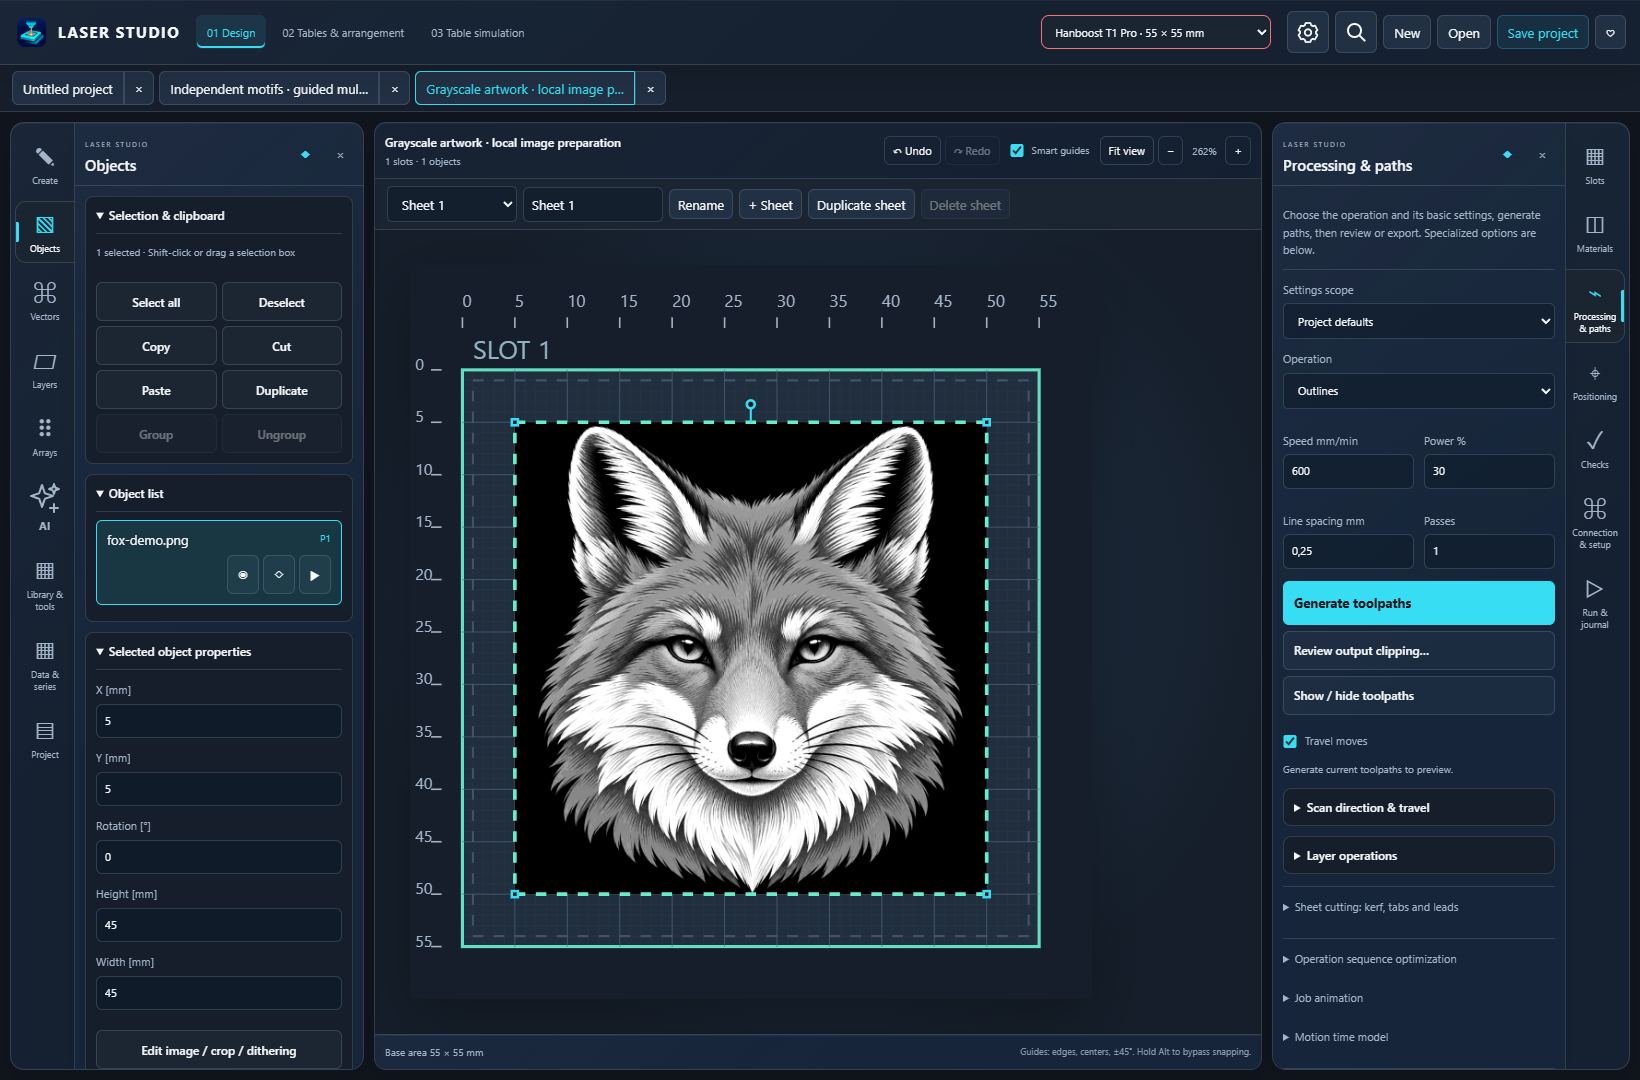 LASER STUDIO
01 Design
02 Tables & arrangement
03 Table simulation
Hanboost T1 Pro · 55 × 55 mm
New
Open
Save project
Untitled project ×
Independent motifs · guided mul... ×
Grayscale artwork · local image p... ×
Create
Objects
Vectors
Layers
Arrays
AI
Library &
tools
Data &
series
Project
LASER STUDIO
Objects
×
Selection & clipboard
1 selected · Shift-click or drag a selection box
Select all
Deselect
Copy
Cut
Paste
Duplicate
Group
Ungroup
Object list
fox-demo.png
P1
Selected object properties
X [mm]
5
Y [mm]
5
Rotation [°]
0
Height [mm]
45
Width [mm]
45
Edit image / crop / dithering
Grayscale artwork · local image preparation
1 slots · 1 objects
↶ Undo
↷ Redo
Smart guides
Fit view
−
262%
+
Sheet 1
Sheet 1
Rename
+ Sheet
Duplicate sheet
Delete sheet
0 5 10 15 20 25 30 35 40 45 50 55
SLOT 1
0
5
10
15
20
25
30
35
40
45
50
55
Base area 55 × 55 mm
Guides: edges, centers, ±45°. Hold Alt to bypass snapping.
LASER STUDIO
Processing & paths
×
Choose the operation and its basic settings, generate
paths, then review or export. Specialized options are
below.
Settings scope
Project defaults
Operation
Outlines
Speed mm/min
600
Power %
30
Line spacing mm
0,25
Passes
1
Generate toolpaths
Review output clipping...
Show / hide toolpaths
Travel moves
Generate current toolpaths to preview.
Scan direction & travel
Layer operations
Sheet cutting: kerf, tabs and leads
Operation sequence optimization
Job animation
Motion time model
Slots
Materials
Processing
& paths
Positioning
Checks
Connection
& setup
Run &
journal